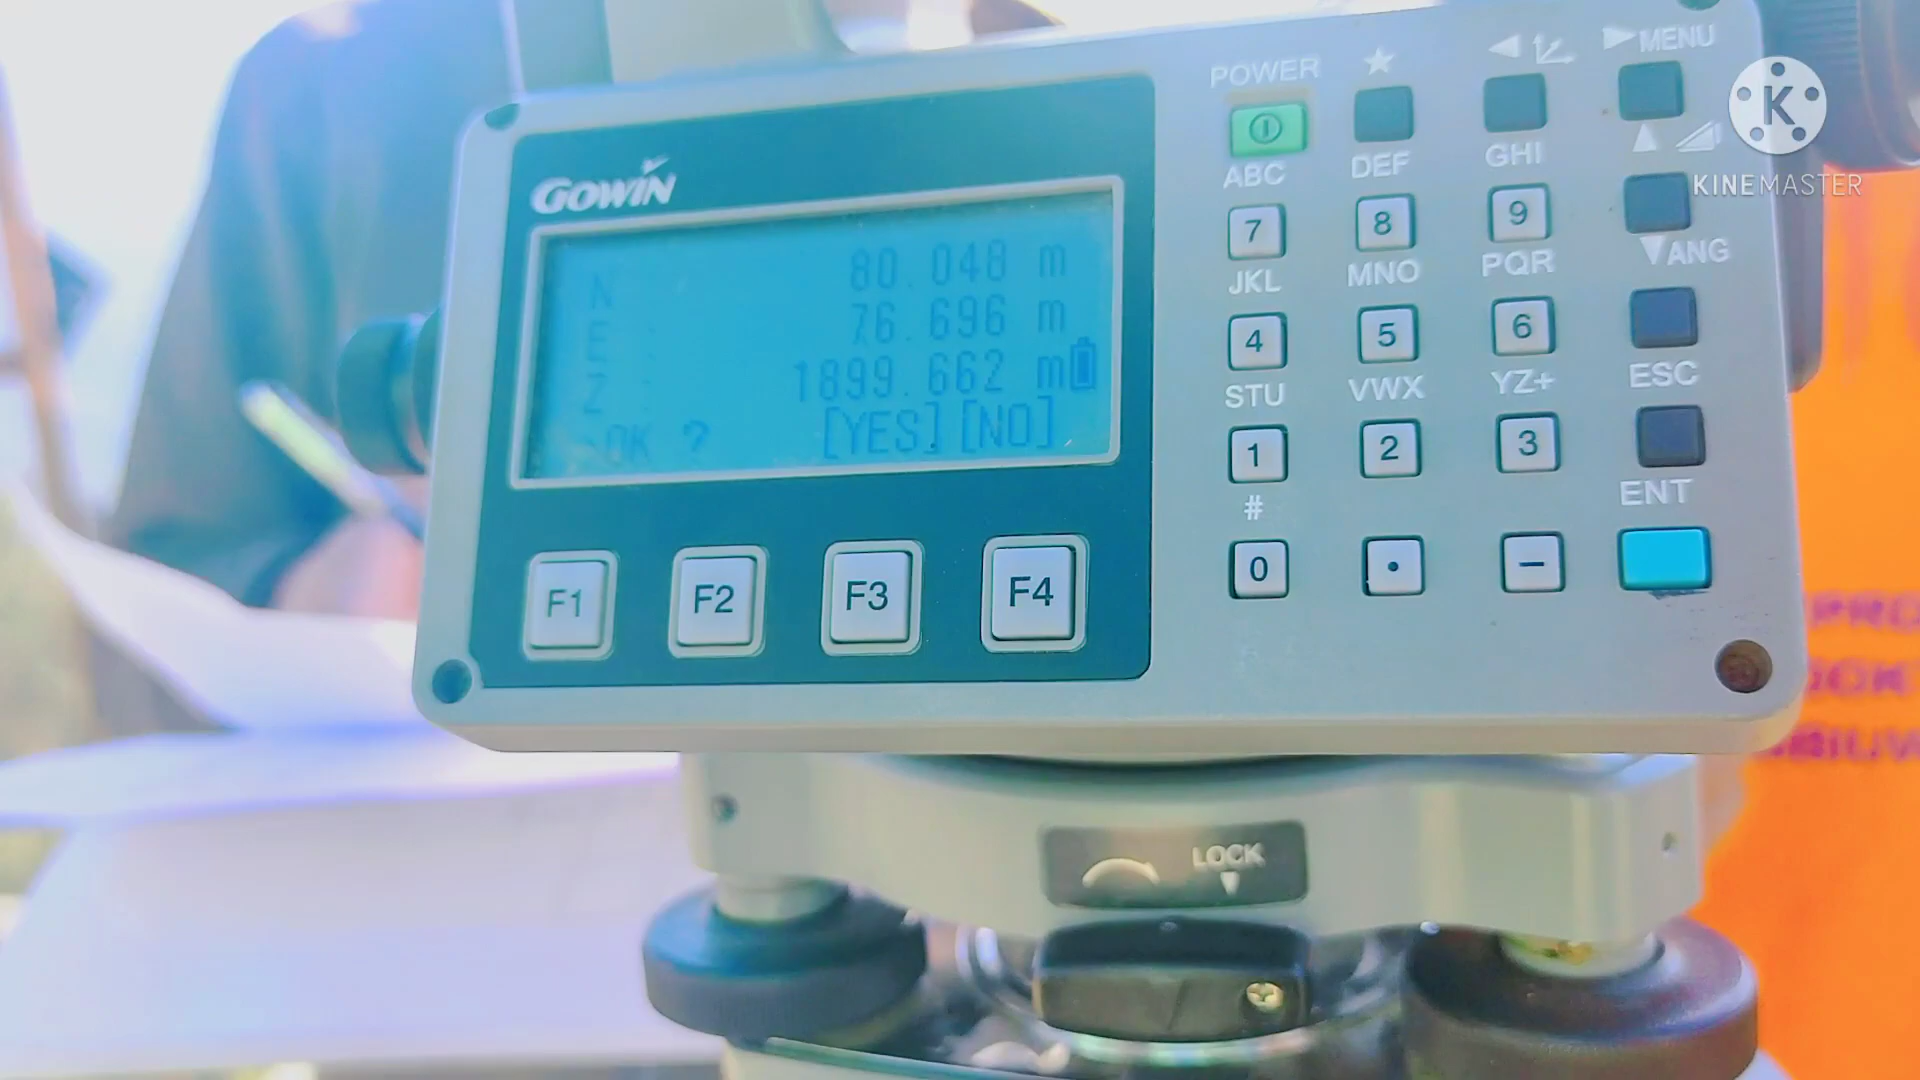 GOWIN
N 80.048 m
E : 76.696 m
Z : 1899.662 m
>OK ? [YES] [NO]
F1 F2 F3 F4
POWER ★ ◀ ▶MENU
ABC DEF GHI ▲
7 8 9
JKL MNO PQR ▼ANG
4 5 6
STU VWX YZ+ ESC
1 2 3
# ENT
0 . −
LOCK
▼
K
KINEMASTER